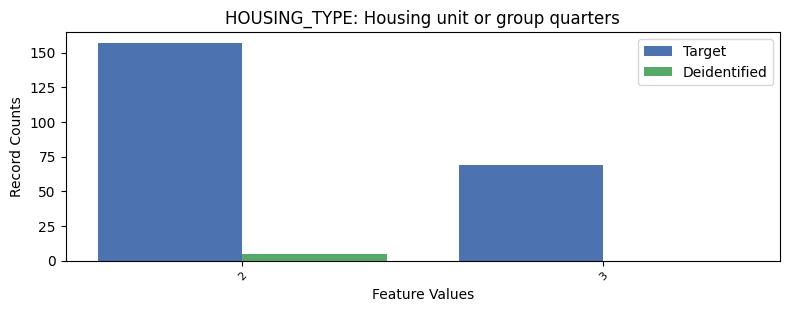 HOUSING_TYPE: Housing unit or group quarters
Target
Deidentified
Record Counts
150
125
100
75
50
25
0
2
3
Feature Values